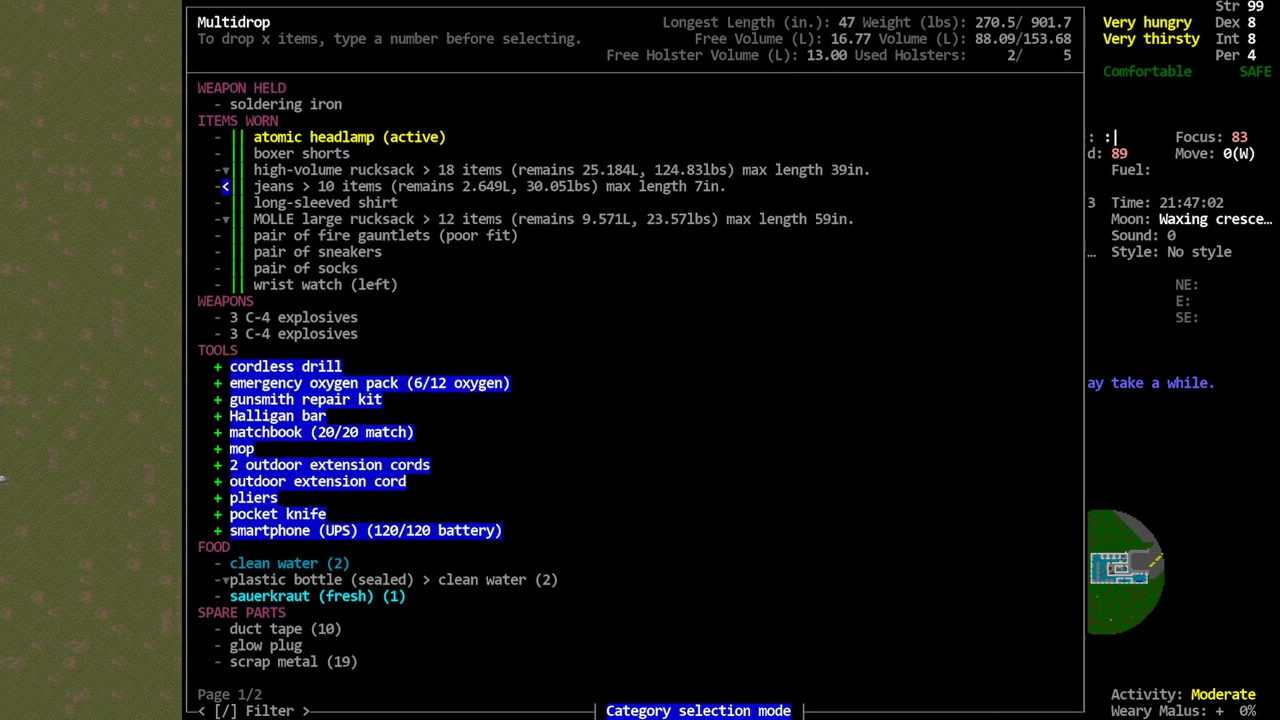 Multidrop
Longest Length (in.): 47 Weight (lbs): 270.5/ 901.7
To drop x items, type a number before selecting.
Free Volume (L): 16.77 Volume (L): 88.09/153.68
Free Holster Volume (L): 13.00 Used Holsters: 2/ 5
WEAPON HELD
- soldering iron
ITEMS WORN
- atomic headlamp (active)
- boxer shorts
-▾ high-volume rucksack > 18 items (remains 25.184L, 124.83lbs) max length 39in.
-< jeans > 10 items (remains 2.649L, 30.05lbs) max length 7in.
- long-sleeved shirt
-▾ MOLLE large rucksack > 12 items (remains 9.571L, 23.57lbs) max length 59in.
- pair of fire gauntlets (poor fit)
- pair of sneakers
- pair of socks
- wrist watch (left)
WEAPONS
- 3 C-4 explosives
- 3 C-4 explosives
TOOLS
+ cordless drill
+ emergency oxygen pack (6/12 oxygen)
+ gunsmith repair kit
+ Halligan bar
+ matchbook (20/20 match)
+ mop
+ 2 outdoor extension cords
+ outdoor extension cord
+ pliers
+ pocket knife
+ smartphone (UPS) (120/120 battery)
FOOD
- clean water (2)
-▾plastic bottle (sealed) > clean water (2)
- sauerkraut (fresh) (1)
SPARE PARTS
- duct tape (10)
- glow plug
- scrap metal (19)
Page 1/2
< [/] Filter >
Category selection mode
Str 99
Very hungry Dex 8
Very thirsty Int 8
Per 4
Comfortable SAFE
: :| Focus: 83
d: 89 Move: 0(W)
Fuel:
3 Time: 21:47:02
Moon: Waxing cresce…
Sound: 0
… Style: No style
NE:
E:
SE:
ay take a while.
Activity: Moderate
Weary Malus: + 0%